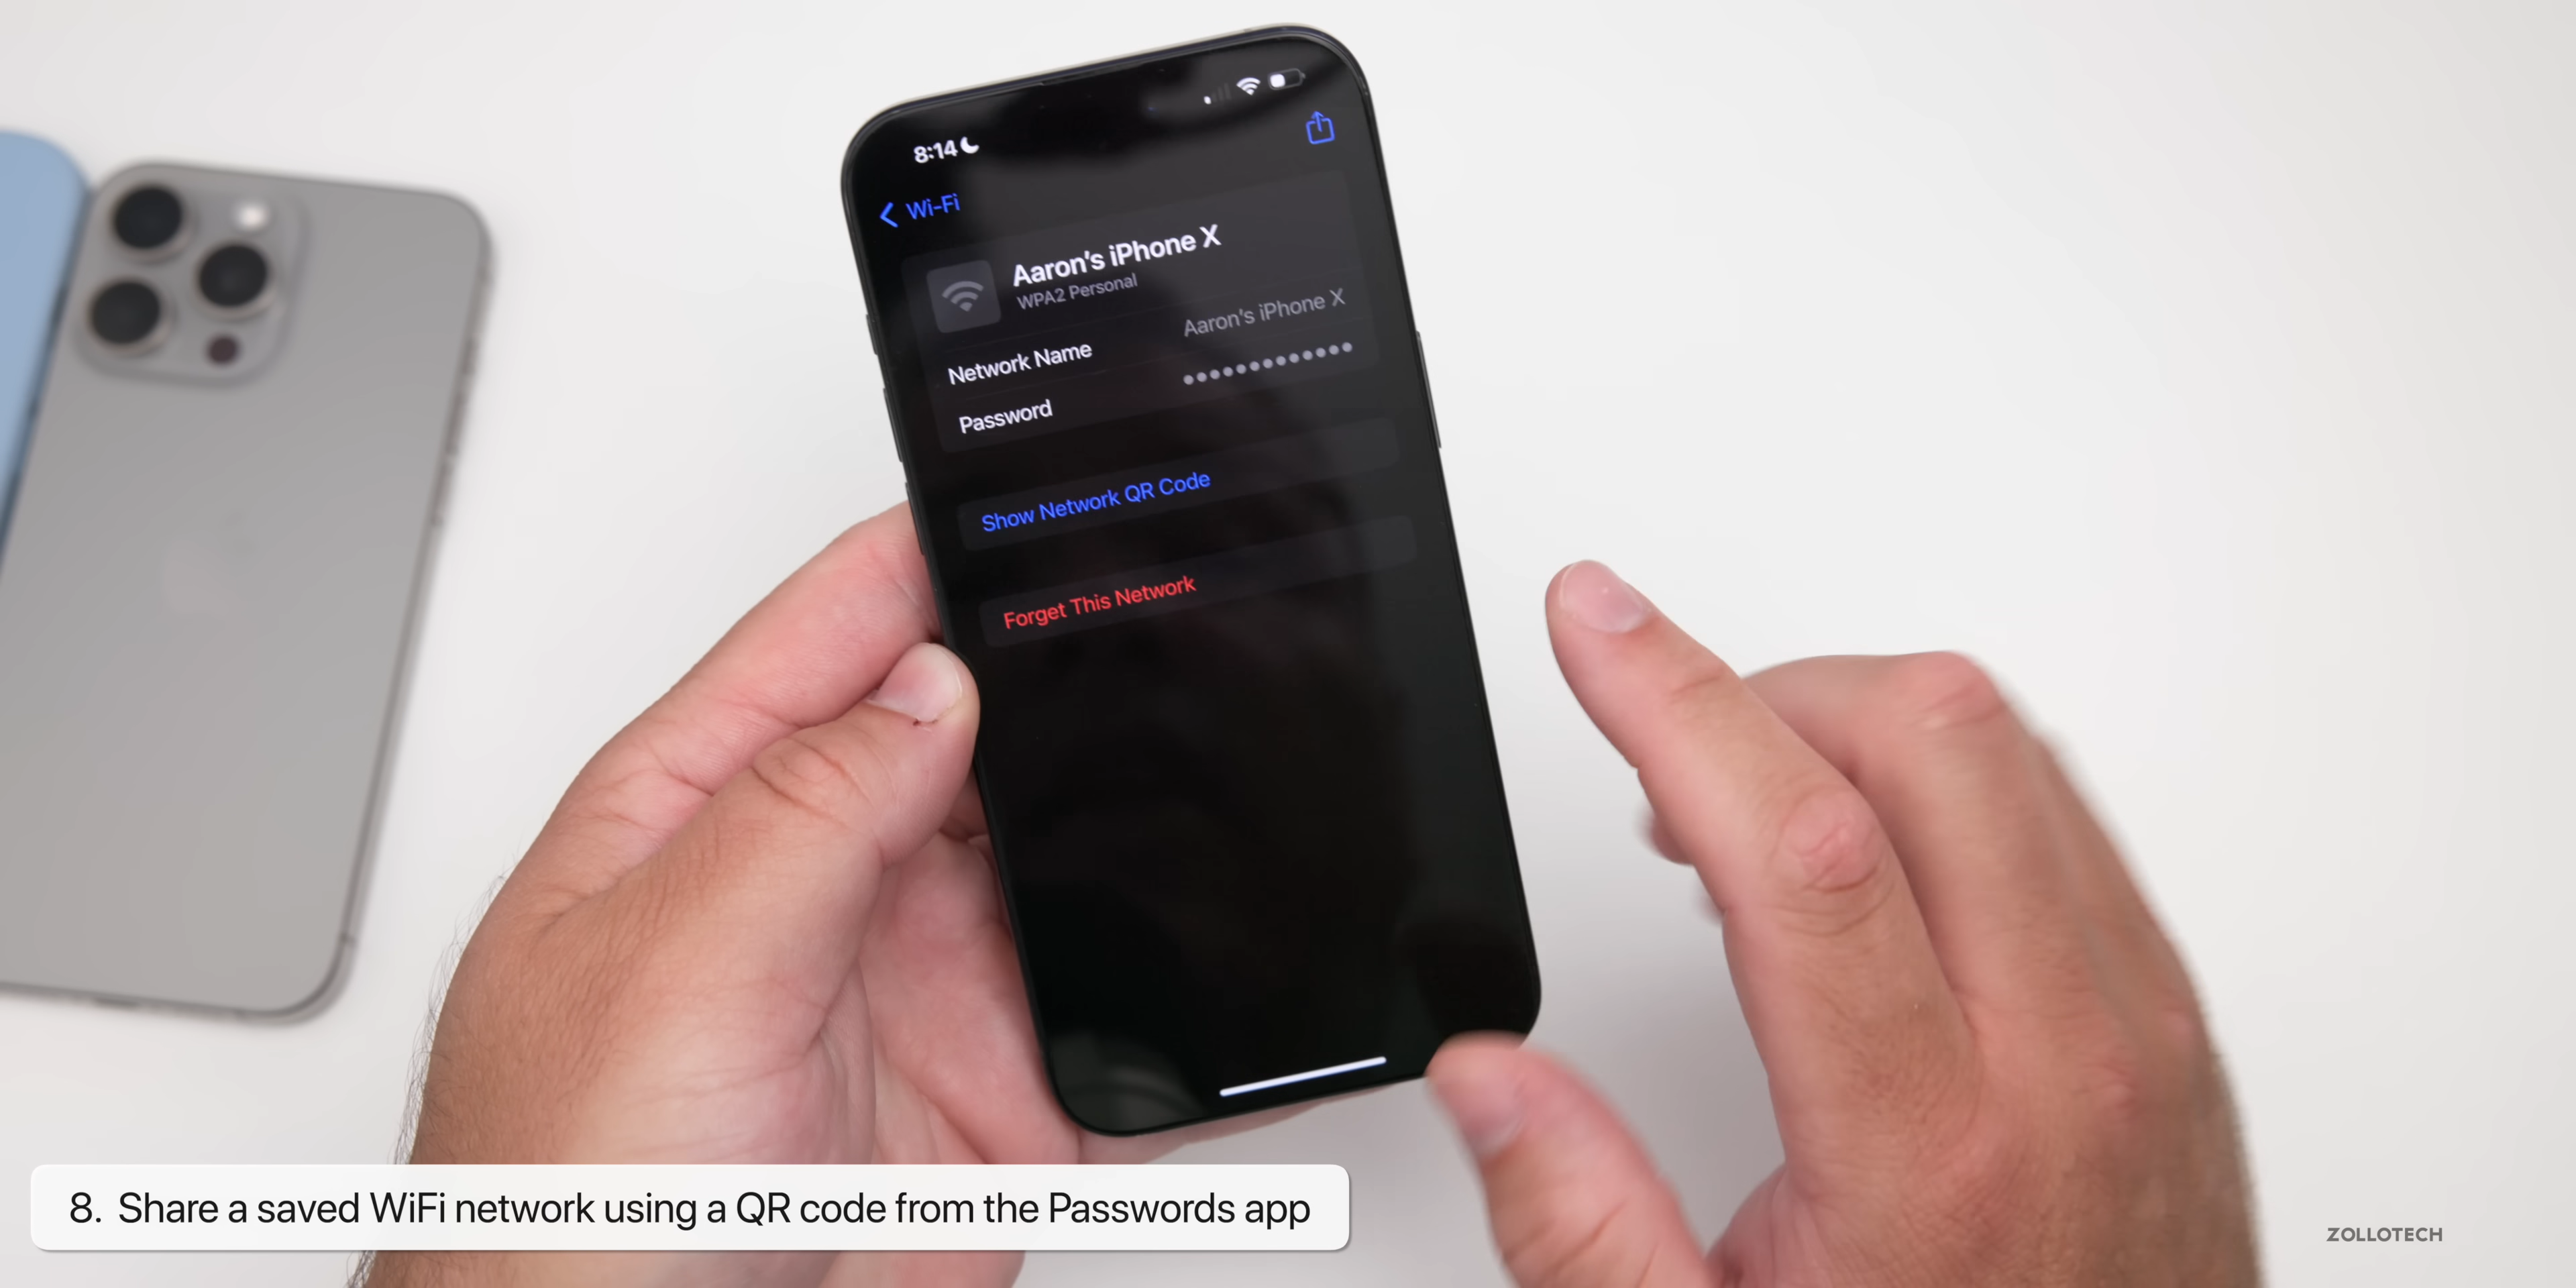 8:14
Wi-Fi
Aaron's iPhone X
WPA2 Personal
Network Name Aaron's iPhone X
Password ••••••••••••••
Show Network QR Code
Forget This Network
8. Share a saved WiFi network using a QR code from the Passwords app
ZOLLOTECH